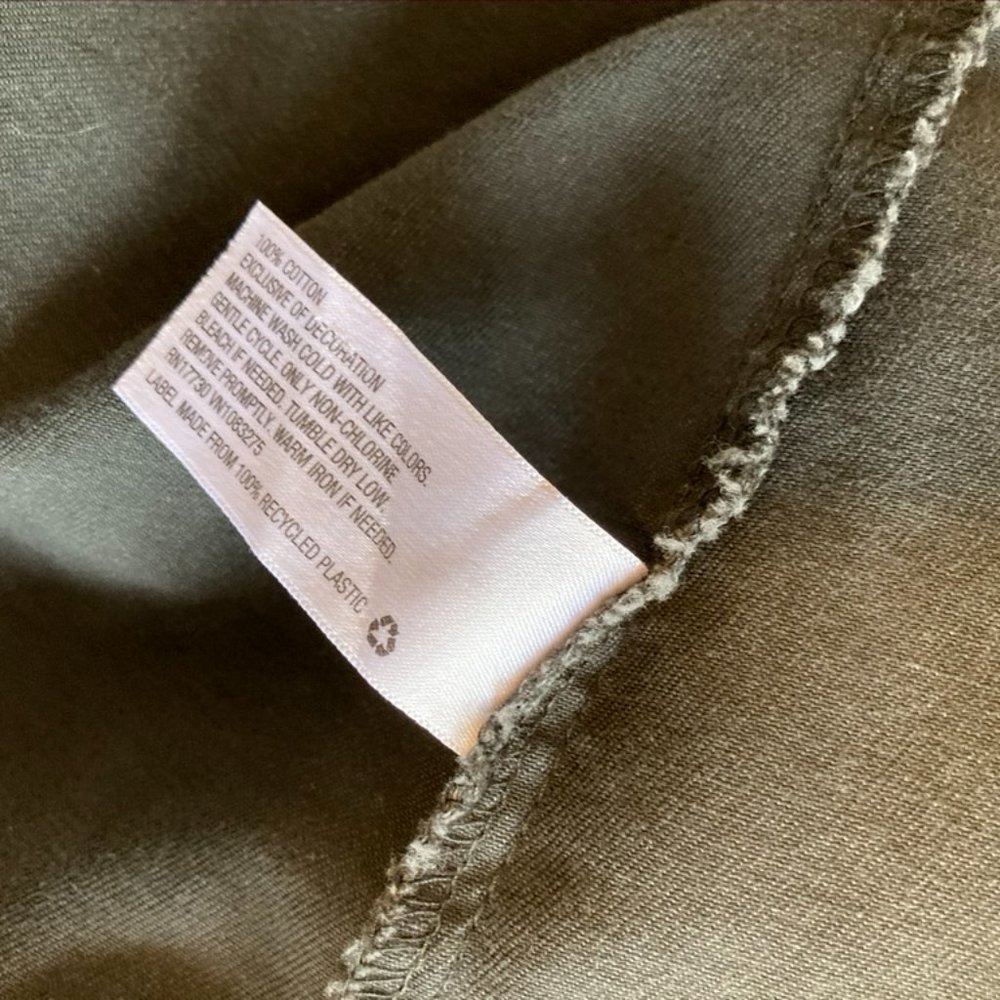 100% COTTON
EXCLUSIVE OF DECORATION
MACHINE WASH COLD WITH LIKE COLORS.
GENTLE CYCLE. ONLY NON-CHLORINE
BLEACH IF NEEDED. TUMBLE DRY LOW.
REMOVE PROMPTLY. WARM IRON IF NEEDED.
RN17730 VNT083275
LABEL MADE FROM 100% RECYCLED PLASTIC